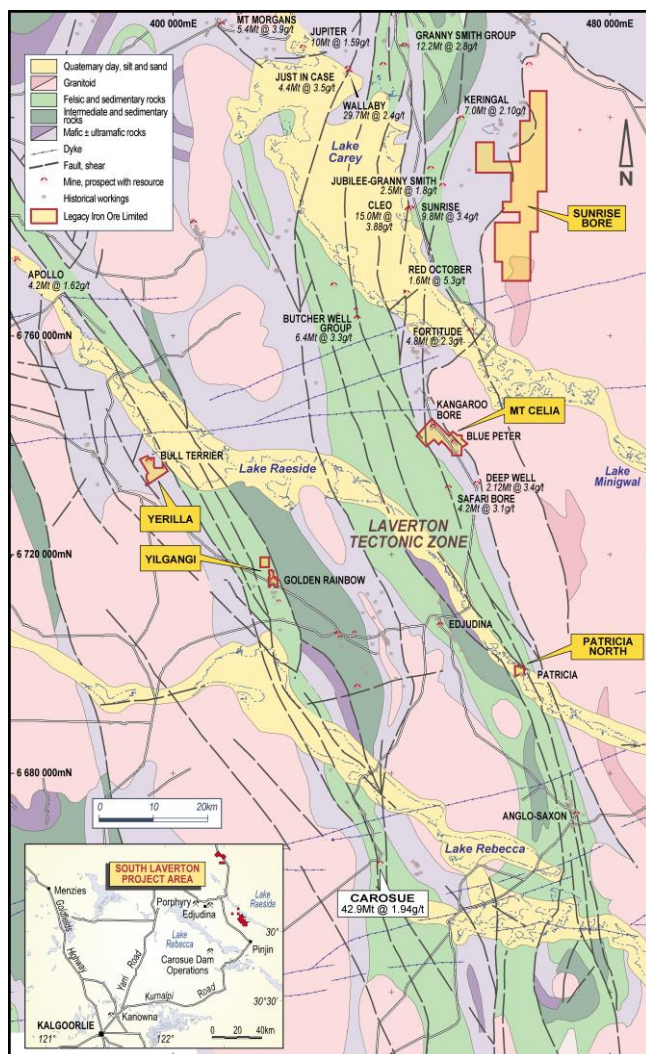 400 000mE
480 000mE
MT MORGANS
5.4Mt @ 3.9g/t
JUPITER
10Mt @ 1.59g/t
GRANNY SMITH GROUP
12.2Mt @ 2.8g/t
Quaternary clay, silt and sand
Granitoid
Felsic and sedimentary rocks
Intermediate and sedimentary
rocks
Mafic ± ultramafic rocks
Dyke
Fault, shear
Mine, prospect with resource
Historical workings
Legacy Iron Ore Limited
JUST IN CASE
4.4Mt @ 3.5g/t
WALLABY
29.7Mt @ 2.4g/t
KERINGAL
7.0Mt @ 2.10g/t
Lake
Carey
N
JUBILEE-GRANNY SMITH
2.5Mt @ 1.8g/t
CLEO
15.0Mt @
3.88g/t
SUNRISE
9.8Mt @ 3.4g/t
SUNRISE
BORE
APOLLO
4.2Mt @ 1.62g/t
RED OCTOBER
1.6Mt @ 5.3g/t
BUTCHER WELL
GROUP
6.4Mt @ 3.3g/t
FORTITUDE
4.8Mt @ 2.3g/t
6 760 000mN
KANGAROO
BORE
MT CELIA
BLUE PETER
BULL TERRIER
Lake Raeside
DEEP WELL
2.12Mt @ 3.4g/t
Lake
Minigwal
SAFARI BORE
4.2Mt @ 3.1g/t
YERILLA
LAVERTON
TECTONIC ZONE
6 720 000mN
YILGANGI
GOLDEN RAINBOW
EDJUDINA
PATRICIA
NORTH
PATRICIA
6 680 000mN
0
10
20km
ANGLO-SAXON
Lake Rebecca
CAROSUE
42.9Mt @ 1.94g/t
SOUTH LAVERTON
PROJECT AREA
Menzies
Porphyry
Edjudina
Lake
Raeside
Goldfields
Highway
Lake
Rebecca
30°
Pinjin
Yarri
Road
Carosue Dam
Operations
Kurnalpi
Road
30°30'
Kanowna
KALGOORLIE
121°
122°
0
20
40km